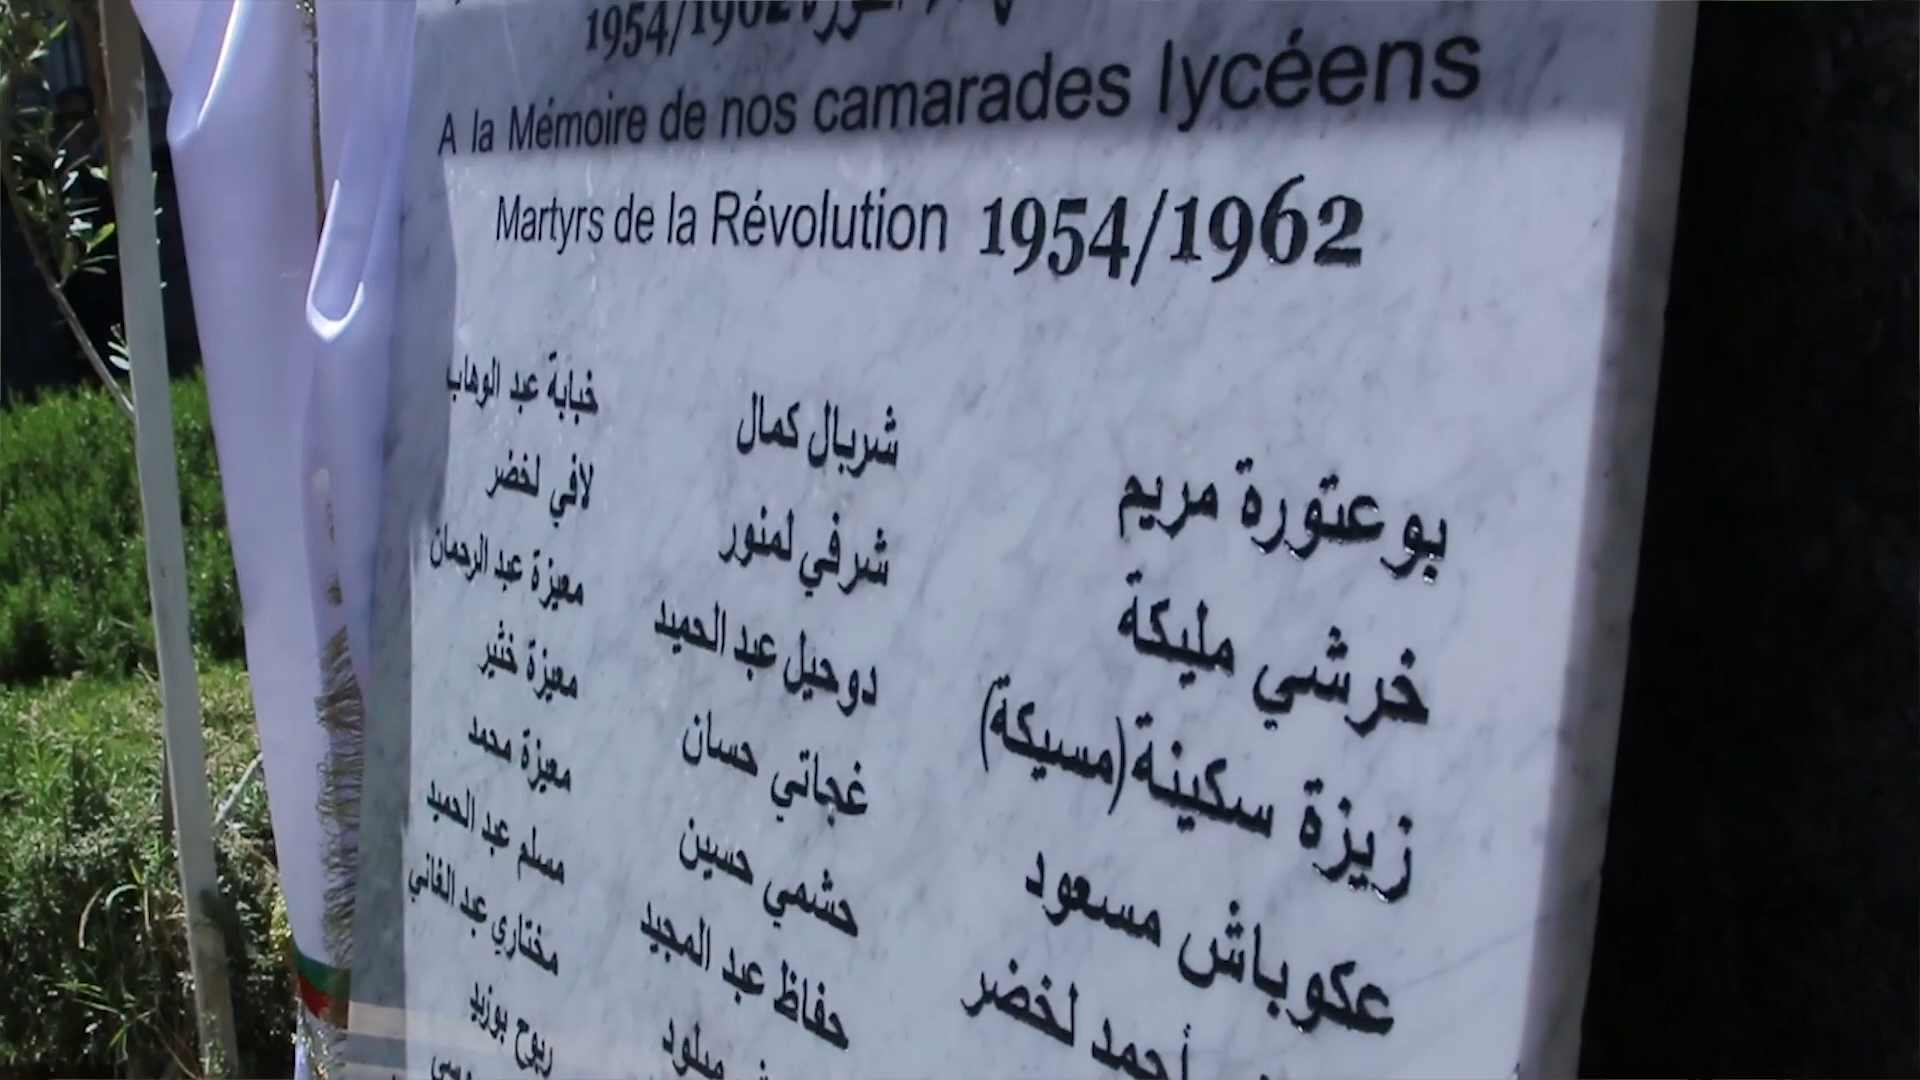 1954/1962
A la Mémoire de nos camarades lycéens
Martyrs de la Révolution 1954/1962
بوعتورة مريم
خرشي مليكة
زيزة سكينة (مسيكة)
عكوباش مسعود
أحمد لخضر
شربال كمال
شرفي لمنور
دوحيل عبد الحميد
غجاتي حسان
حشمي حسين
حفاظ عبد المجيد
ميلود
خبابة عبد الوهاب
لافي لخضر
معيزة عبد الرحمان
معيزة خثير
معيزة محمد
مسلم عبد الحميد
مختاري عبد الغاني
ربوح بوزيد